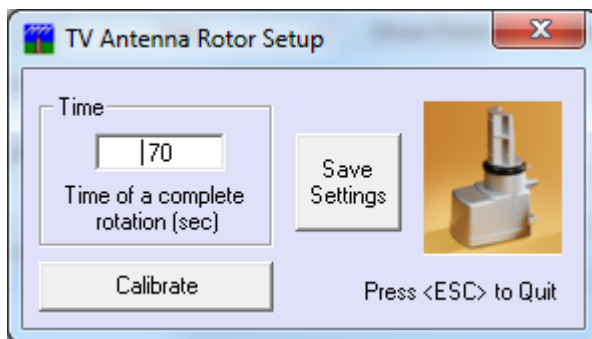 TV Antenna Rotor Setup
Time
70
Time of a complete
rotation (sec)
Save
Settings
Calibrate
Press <ESC> to Quit